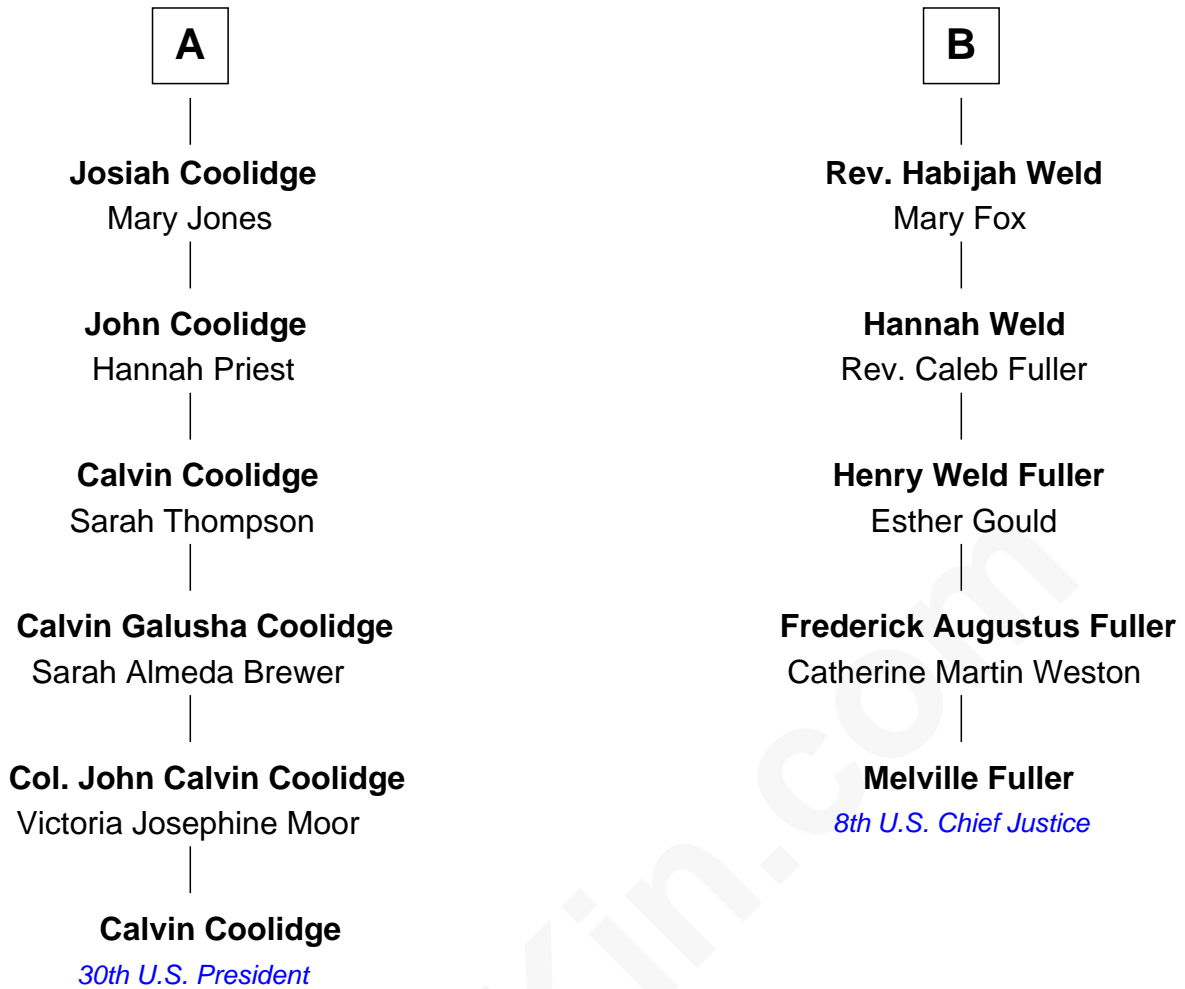 A
Josiah Coolidge
Mary Jones
John Coolidge
Hannah Priest
Calvin Coolidge
Sarah Thompson
Calvin Galusha Coolidge
Sarah Almeda Brewer
Col. John Calvin Coolidge
Victoria Josephine Moor
Calvin Coolidge
30th U.S. President
B
Rev. Habijah Weld
Mary Fox
Hannah Weld
Rev. Caleb Fuller
Henry Weld Fuller
Esther Gould
Frederick Augustus Fuller
Catherine Martin Weston
Melville Fuller
8th U.S. Chief Justice
Kin.com